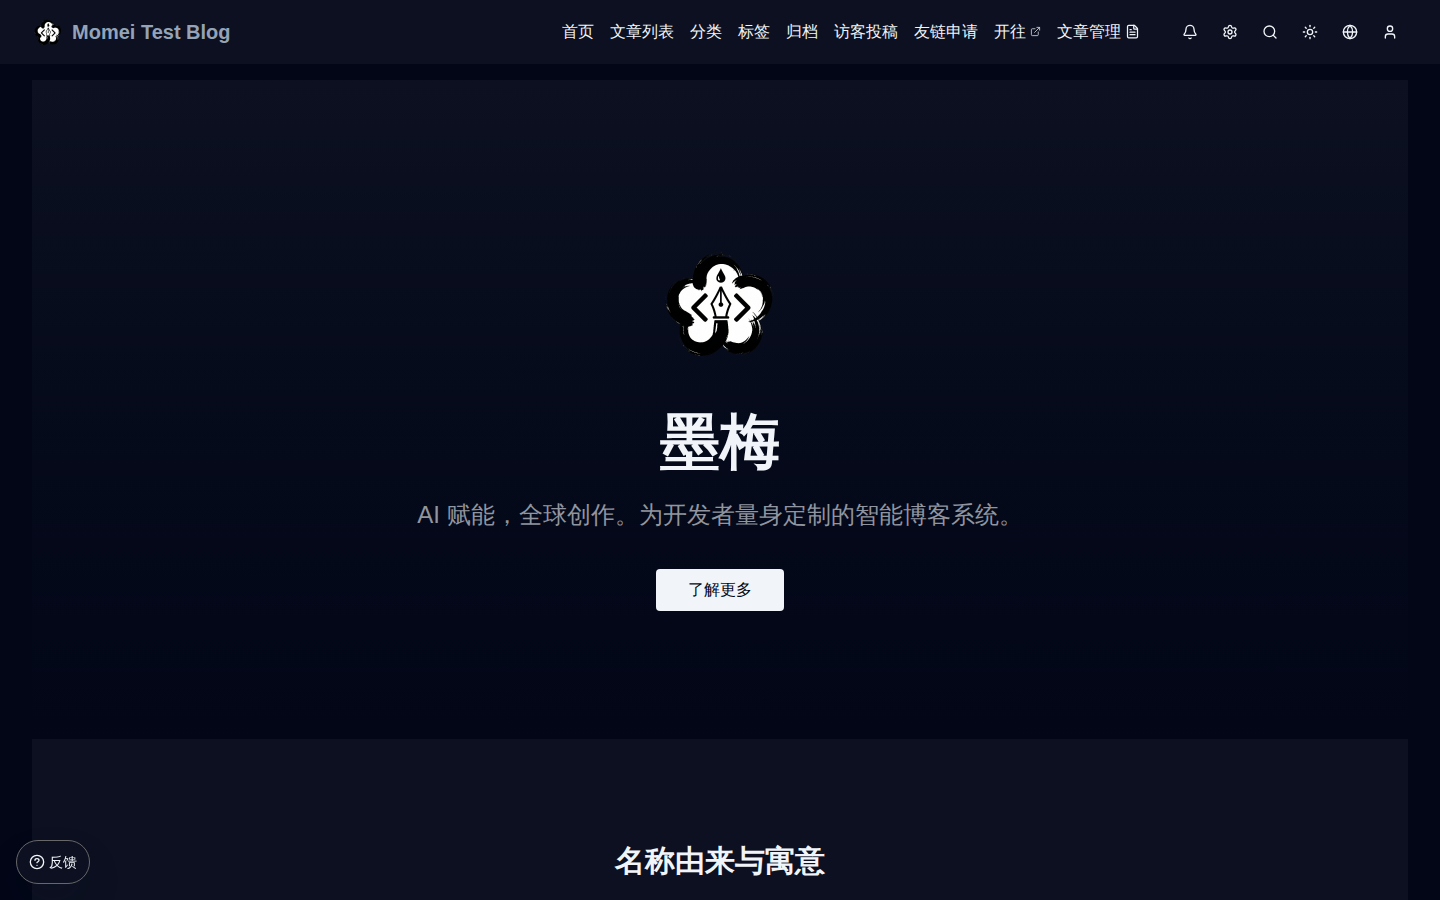 Momei Test Blog
首页 文章列表 分类 标签 归档 访客投稿 友链申请 开往 文章管理
墨梅
AI 赋能，全球创作。为开发者量身定制的智能博客系统。
了解更多
名称由来与寓意
反馈